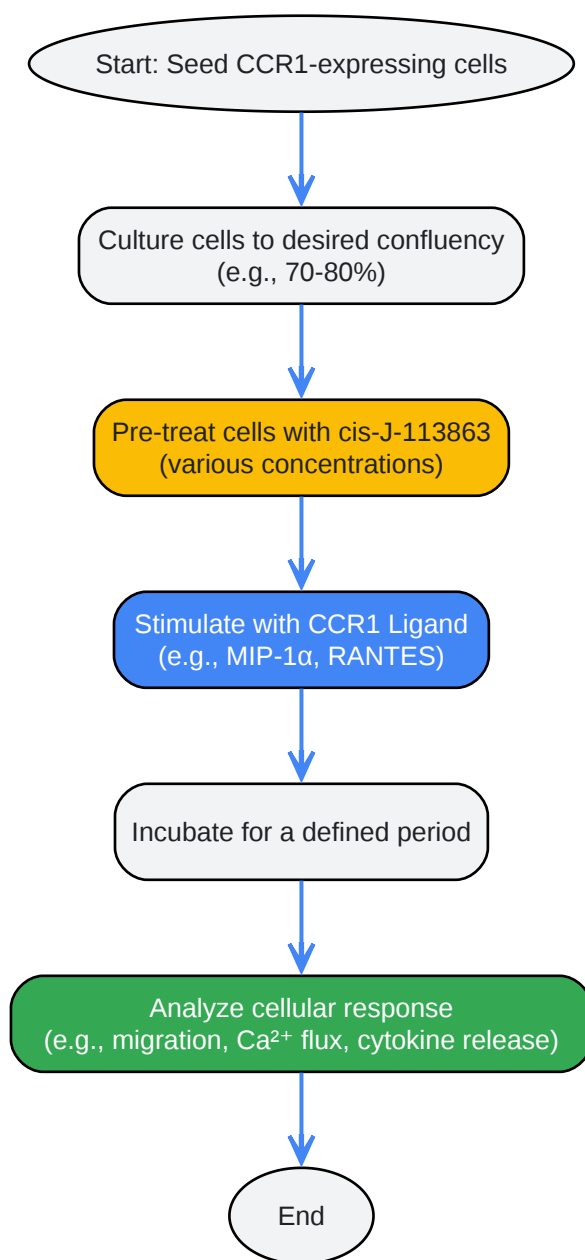 Start: Seed CCR1-expressing cells
Culture cells to desired confluency
(e.g., 70-80%)
Pre-treat cells with cis-J-113863
(various concentrations)
Stimulate with CCR1 Ligand
(e.g., MIP-1α, RANTES)
Incubate for a defined period
Analyze cellular response
(e.g., migration, Ca²⁺ flux, cytokine release)
End